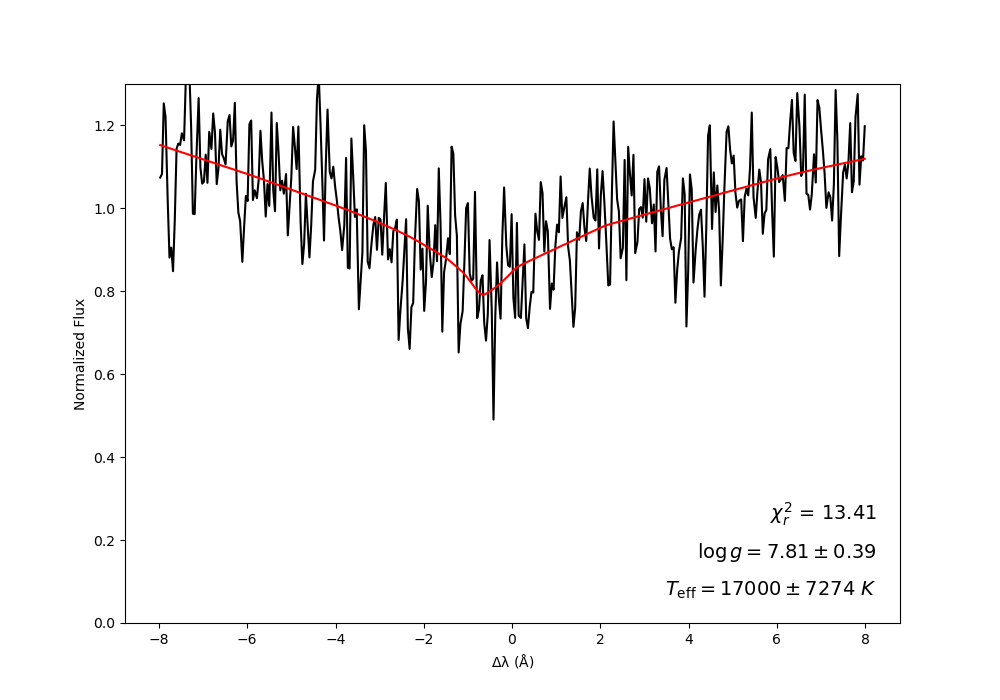 1.2
1.0
0.8
0.6
0.4
0.2
0.0
Normalized Flux
χ²ᵣ = 13.41
log g = 7.81 ± 0.39
T_eff = 17000 ± 7274 K
−8 −6 −4 −2 0 2 4 6 8
Δλ (Å)